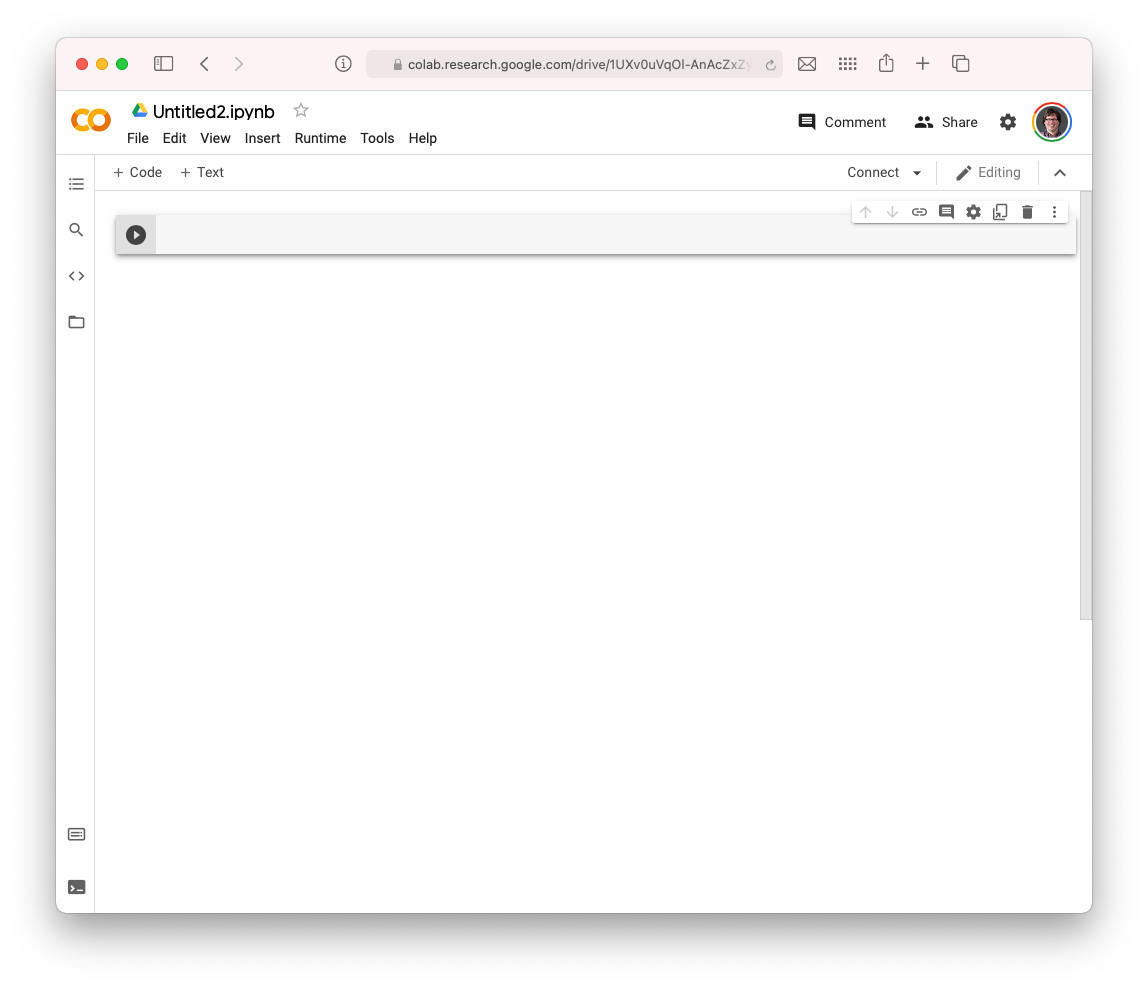 colab.research.google.com/drive/1UXv0uVqOI-AnAcZxZy
Untitled2.ipynb
Comment
Share
File Edit View Insert Runtime Tools Help
+ Code + Text
Connect
Editing